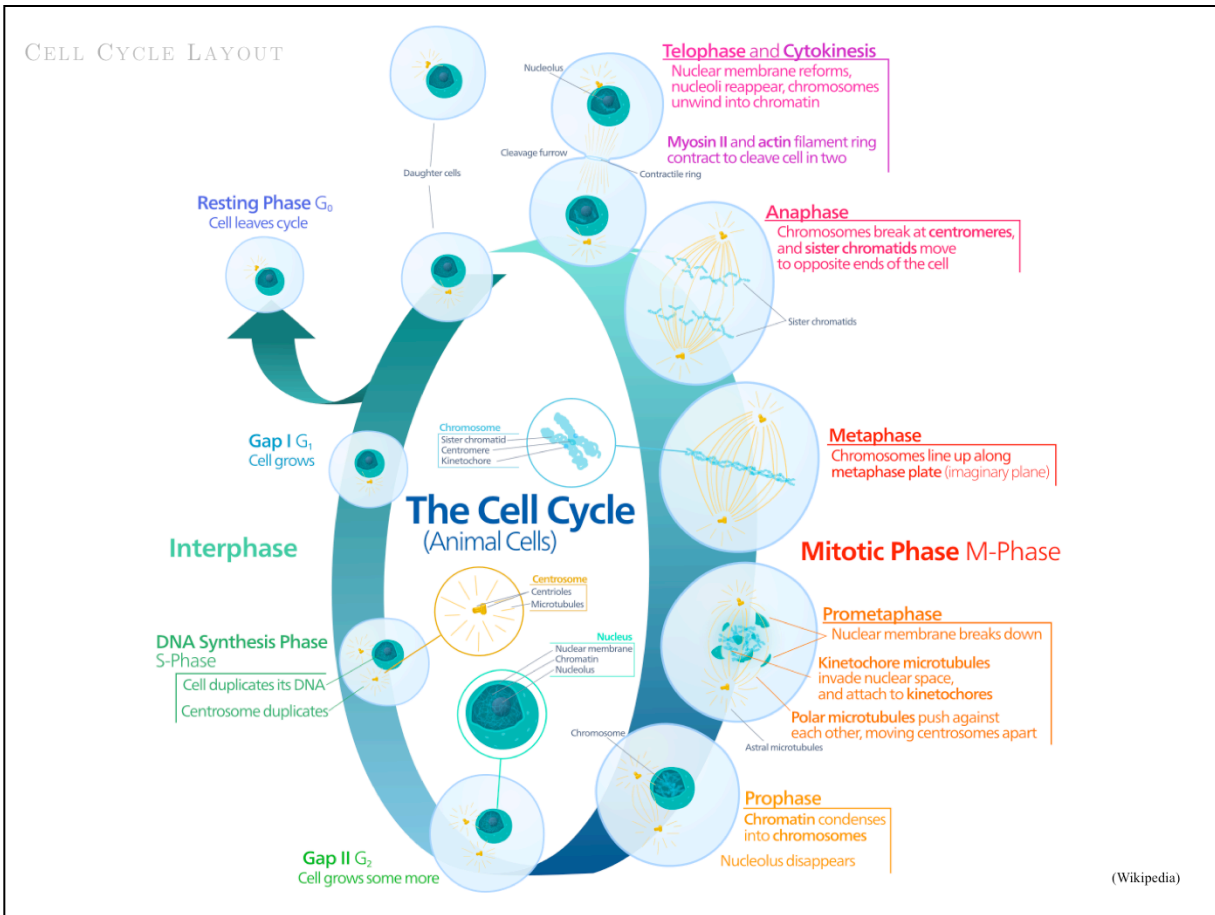 CELL CYCLE LAYOUT
Nucleolus
Telophase and Cytokinesis
Nuclear membrane reforms,
nucleoli reappear, chromosomes
unwind into chromatin
Myosin II and actin filament ring
contract to cleave cell in two
Cleavage furrow
Contractile ring
Daughter cells
Resting Phase G₀
Cell leaves cycle
Anaphase
Chromosomes break at centromeres,
and sister chromatids move
to opposite ends of the cell
Sister chromatids
Gap I G₁
Cell grows
Chromosome
Sister chromatid
Centromere
Kinetochore
Metaphase
Chromosomes line up along
metaphase plate (imaginary plane)
The Cell Cycle
(Animal Cells)
Interphase
Mitotic Phase M-Phase
Centrosome
Centrioles
Microtubules
DNA Synthesis Phase
S-Phase
Cell duplicates its DNA
Centrosome duplicates
Nucleus
Nuclear membrane
Chromatin
Nucleolus
Prometaphase
Nuclear membrane breaks down
Kinetochore microtubules
invade nuclear space,
and attach to kinetochores
Polar microtubules push against
each other, moving centrosomes apart
Astral microtubules
Chromosome
Prophase
Chromatin condenses
into chromosomes
Nucleolus disappears
Gap II G₂
Cell grows some more
(Wikipedia)